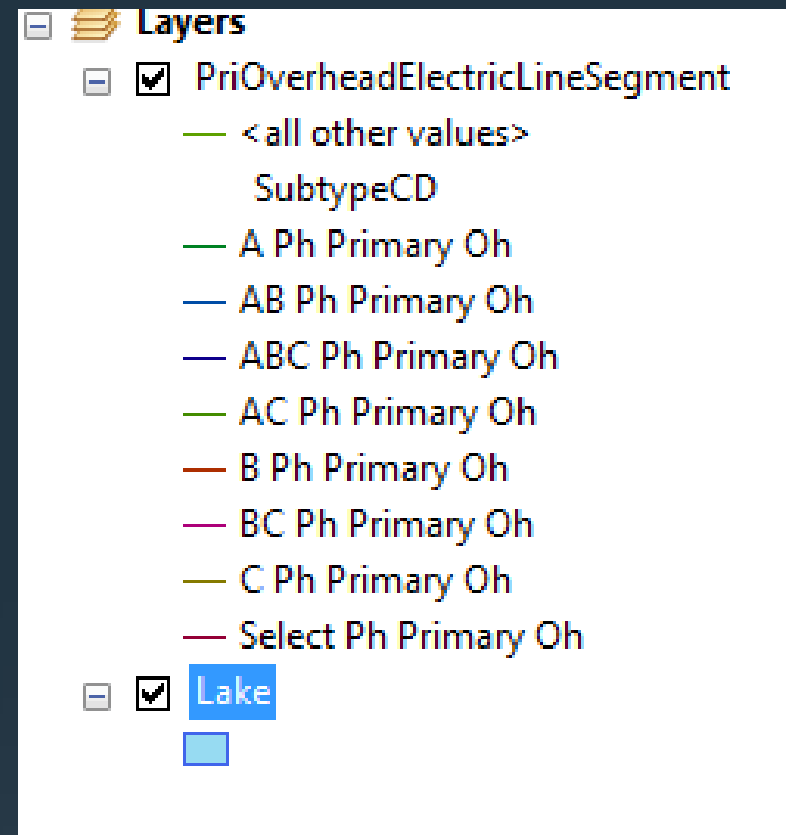 Layers
PriOverheadElectricLineSegment
<all other values>
SubtypeCD
A Ph Primary Oh
AB Ph Primary Oh
ABC Ph Primary Oh
AC Ph Primary Oh
B Ph Primary Oh
BC Ph Primary Oh
C Ph Primary Oh
Select Ph Primary Oh
Lake